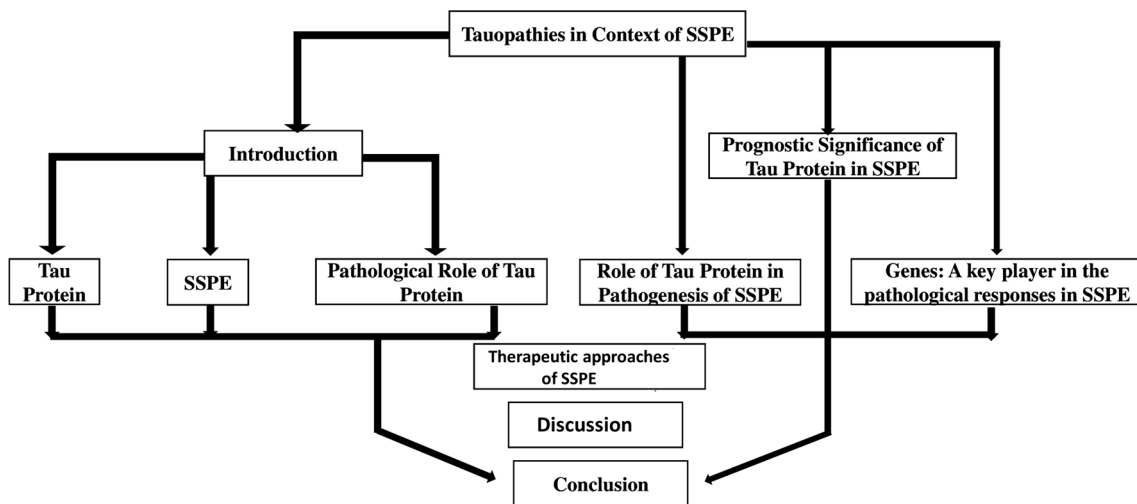 Tauopathies in Context of SSPE
Introduction
Prognostic Significance of
Tau Protein in SSPE
Tau
Protein
SSPE
Pathological Role of Tau
Protein
Role of Tau Protein in
Pathogenesis of SSPE
Genes: A key player in the
pathological responses in SSPE
Therapeutic approaches
of SSPE
Discussion
Conclusion